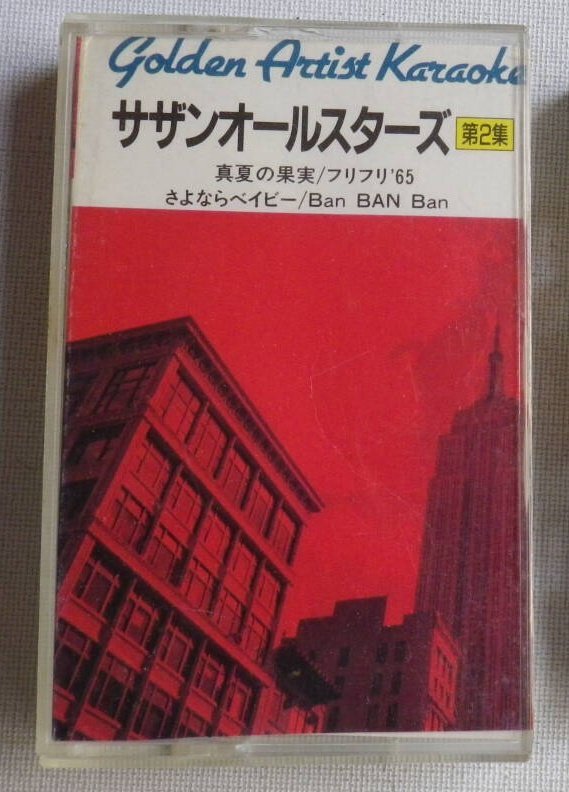 Golden Artist Karaoke
サザンオールスターズ 第2集
真夏の果実/フリフリ'65
さよならベイビー/Ban BAN Ban